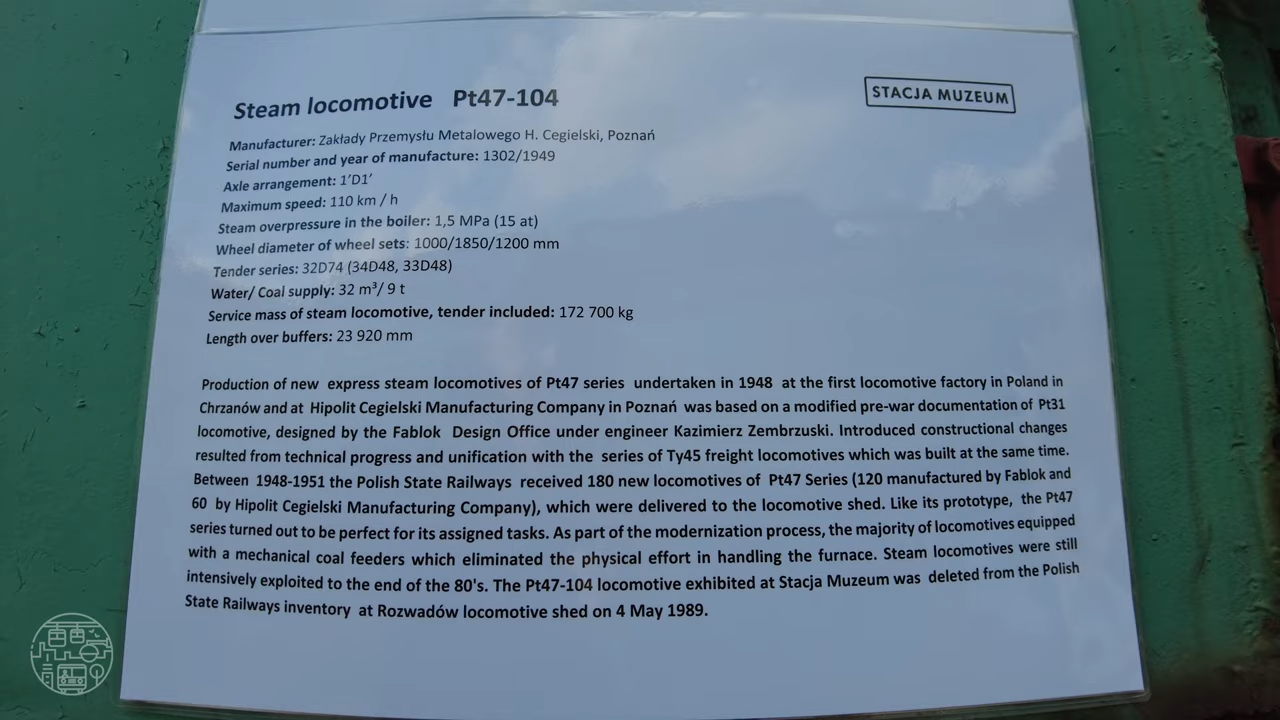 STACJA MUZEUM
Steam locomotive Pt47-104
Manufacturer: Zakłady Przemysłu Metalowego H. Cegielski, Poznań
Serial number and year of manufacture: 1302/1949
Axle arrangement: 1'D1'
Maximum speed: 110 km / h
Steam overpressure in the boiler: 1,5 MPa (15 at)
Wheel diameter of wheel sets: 1000/1850/1200 mm
Tender series: 32D74 (34D48, 33D48)
Water/ Coal supply: 32 m³/ 9 t
Service mass of steam locomotive, tender included: 172 700 kg
Length over buffers: 23 920 mm
Production of new express steam locomotives of Pt47 series undertaken in 1948 at the first locomotive factory in Poland in
Chrzanów and at Hipolit Cegielski Manufacturing Company in Poznań was based on a modified pre-war documentation of Pt31
locomotive, designed by the Fablok Design Office under engineer Kazimierz Zembrzuski. Introduced constructional changes
resulted from technical progress and unification with the series of Ty45 freight locomotives which was built at the same time.
Between 1948-1951 the Polish State Railways received 180 new locomotives of Pt47 Series (120 manufactured by Fablok and
60 by Hipolit Cegielski Manufacturing Company), which were delivered to the locomotive shed. Like its prototype, the Pt47
series turned out to be perfect for its assigned tasks. As part of the modernization process, the majority of locomotives equipped
with a mechanical coal feeders which eliminated the physical effort in handling the furnace. Steam locomotives were still
intensively exploited to the end of the 80's. The Pt47-104 locomotive exhibited at Stacja Muzeum was deleted from the Polish
State Railways inventory at Rozwadów locomotive shed on 4 May 1989.